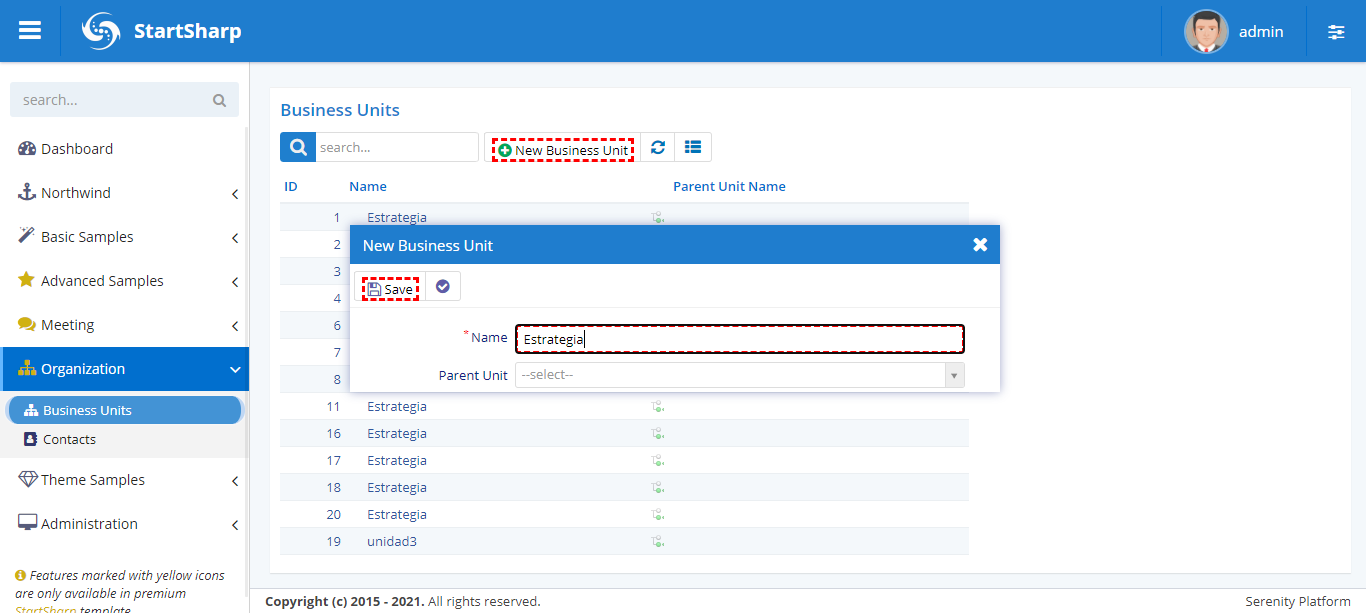 StartSharp
admin
search...
Dashboard
Northwind
Basic Samples
Advanced Samples
Meeting
Organization
Business Units
Contacts
Theme Samples
Administration
Features marked with yellow icons
are only available in premium
StartSharp template
Business Units
search...
New Business Unit
ID Name Parent Unit Name
1 Estrategia
2
3
4
6
7
8
New Business Unit
Save
* Name Estrategia
Parent Unit --select--
11 Estrategia
16 Estrategia
17 Estrategia
18 Estrategia
20 Estrategia
19 unidad3
Copyright (c) 2015 - 2021. All rights reserved.
Serenity Platform